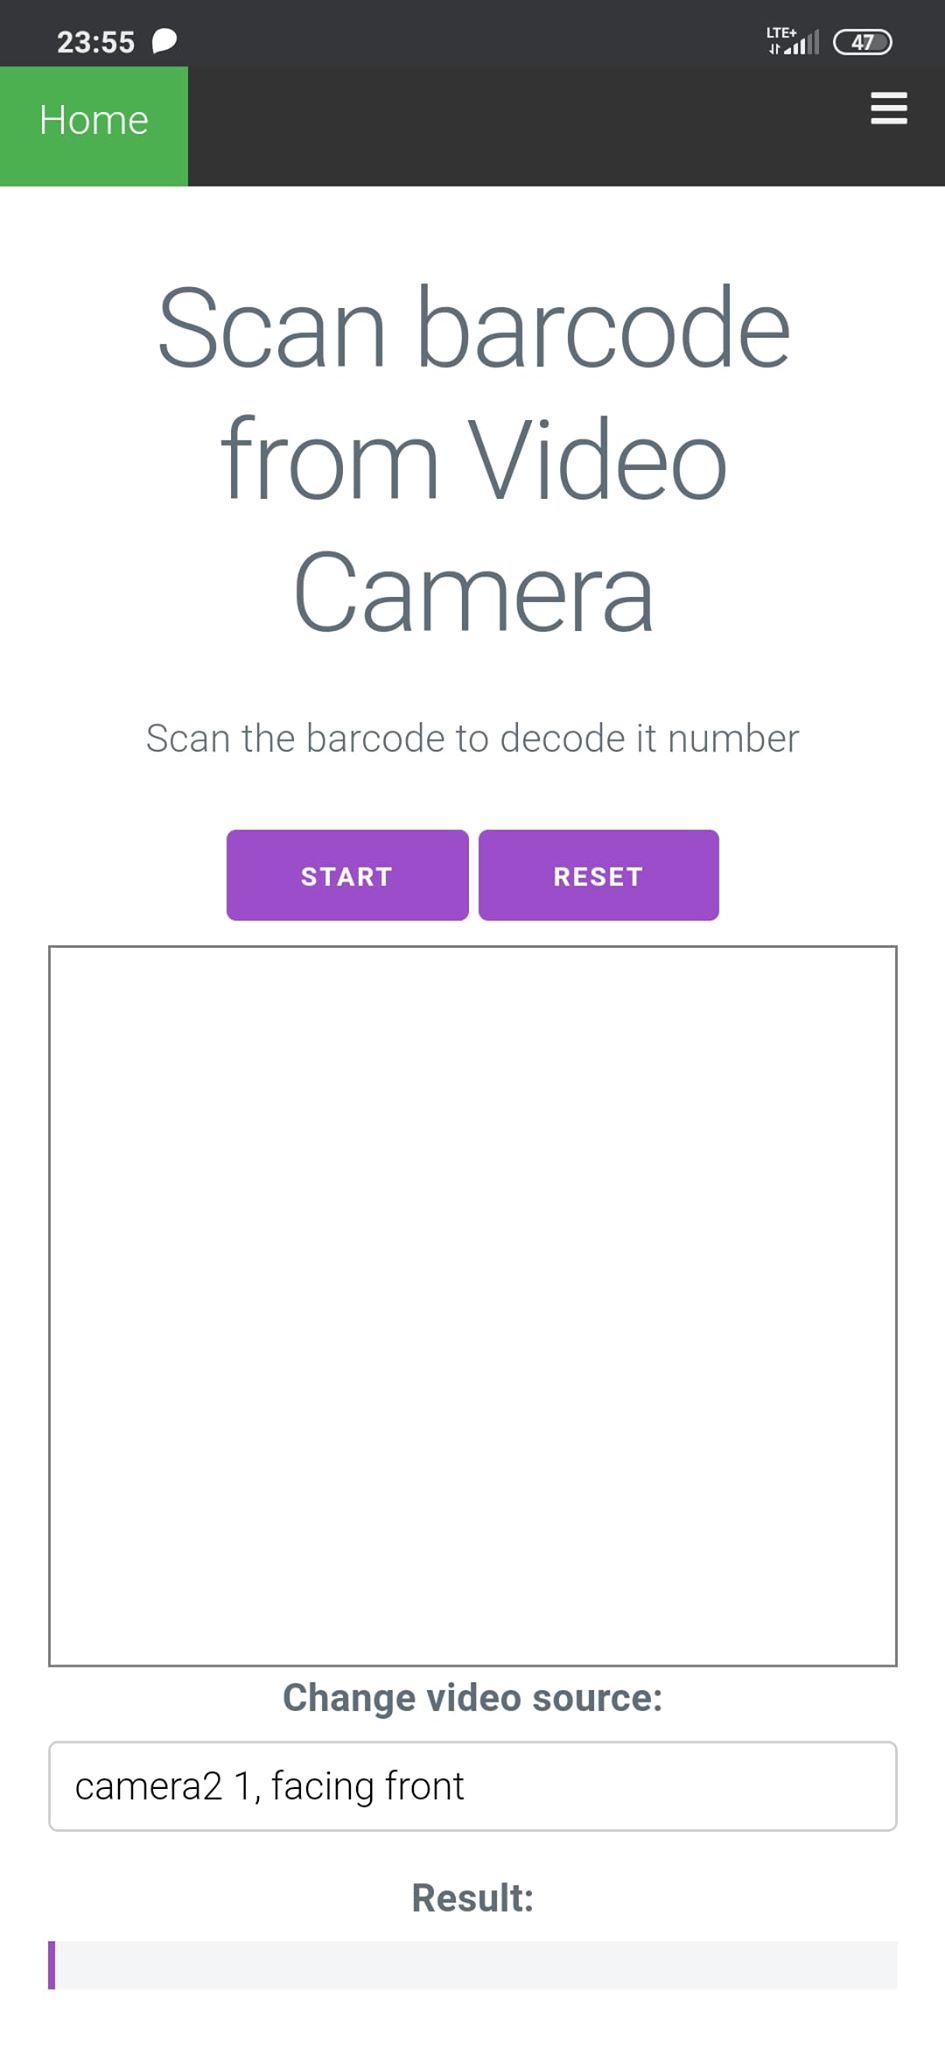 23:55
LTE+
47
Home
Scan barcode
from Video
Camera
Scan the barcode to decode it number
START RESET
Change video source:
camera2 1, facing front
Result: